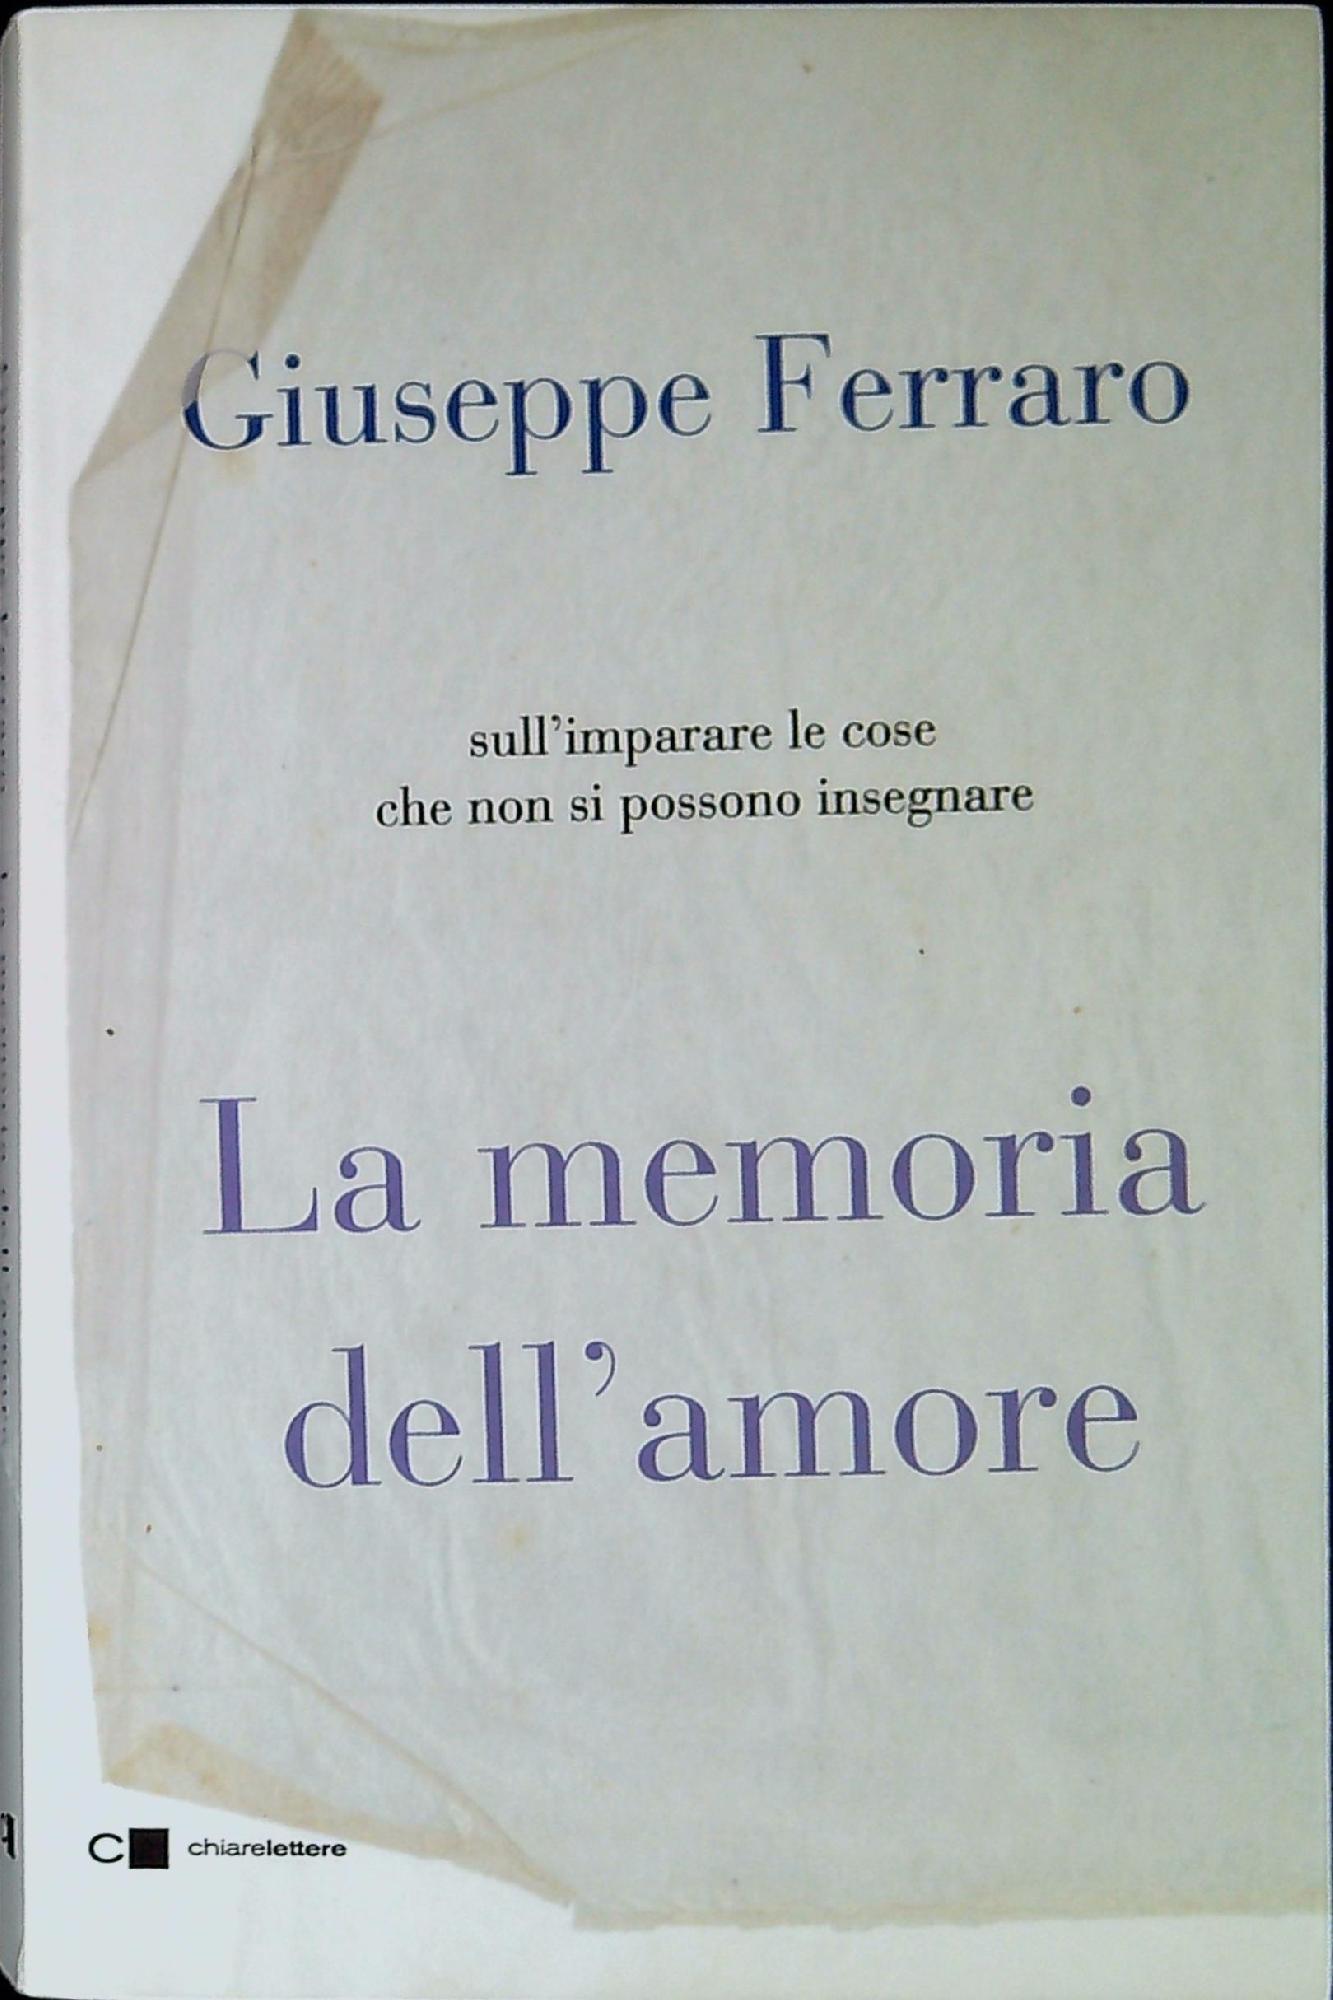 Giuseppe Ferraro
sull'imparare le cose
che non si possono insegnare
La memoria
dell'amore
C chiarelettere